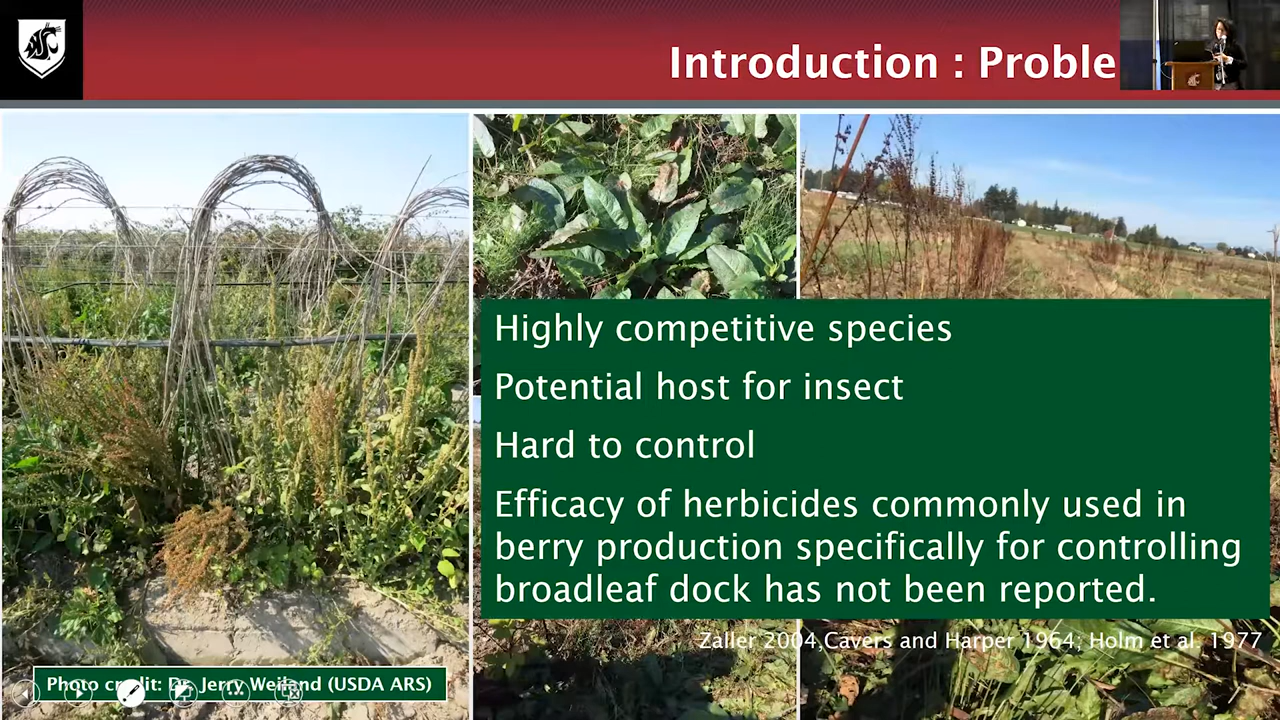 Introduction : Proble
Highly competitive species
Potential host for insect
Hard to control
Efficacy of herbicides commonly used in
berry production specifically for controlling
broadleaf dock has not been reported.
Zaller 2004,Cavers and Harper 1964; Holm et al. 1977
Photo credit: Dr. Jerry Weiland (USDA ARS)